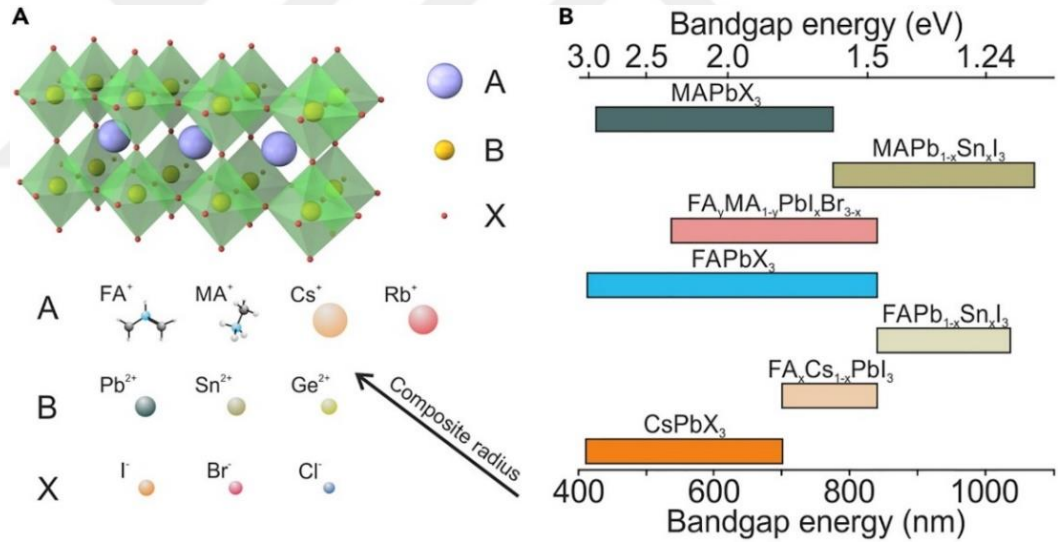 A
A
B
X
A
FA⁺
MA⁺
Cs⁺
Rb⁺
B
Pb²⁺
Sn²⁺
Ge²⁺
X
I⁻
Br⁻
Cl⁻
Composite radius
B
Bandgap energy (eV)
3.0 2.5 2.0 1.5 1.24
MAPbX₃
MAPb₁₋ₓSnₓI₃
FAᵧMA₁₋ᵧPbIₓBr₃₋ₓ
FAPbX₃
FAPb₁₋ₓSnₓI₃
FAₓCs₁₋ₓPbI₃
CsPbX₃
400 600 800 1000
Bandgap energy (nm)